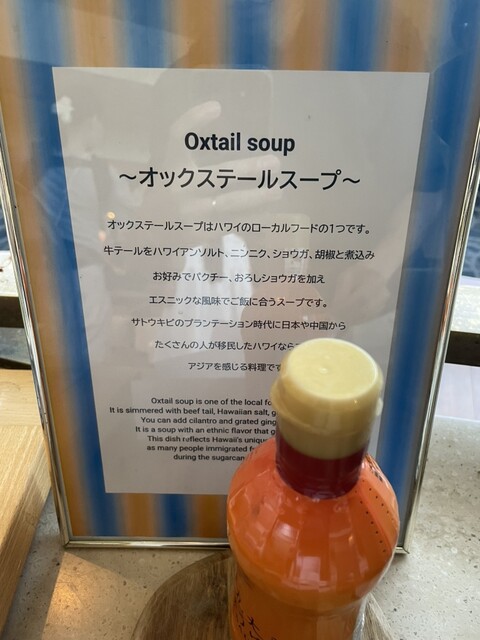 Oxtail soup
～オックステールスープ～
オックステールスープはハワイのローカルフードの1つです。
牛テールをハワイアンソルト、ニンニク、ショウガ、胡椒と煮込み
お好みでパクチー、おろしショウガを加え
エスニックな風味でご飯に合うスープです。
サトウキビのプランテーション時代に日本や中国から
たくさんの人が移民したハワイなら
アジアを感じる料理です
Oxtail soup is one of the local
It is simmered with beef tail, Hawaiian salt,
You can add cilantro and grated
It is a soup with an ethnic flavor that
This dish reflects Hawaii's
as many people immigrated
during the